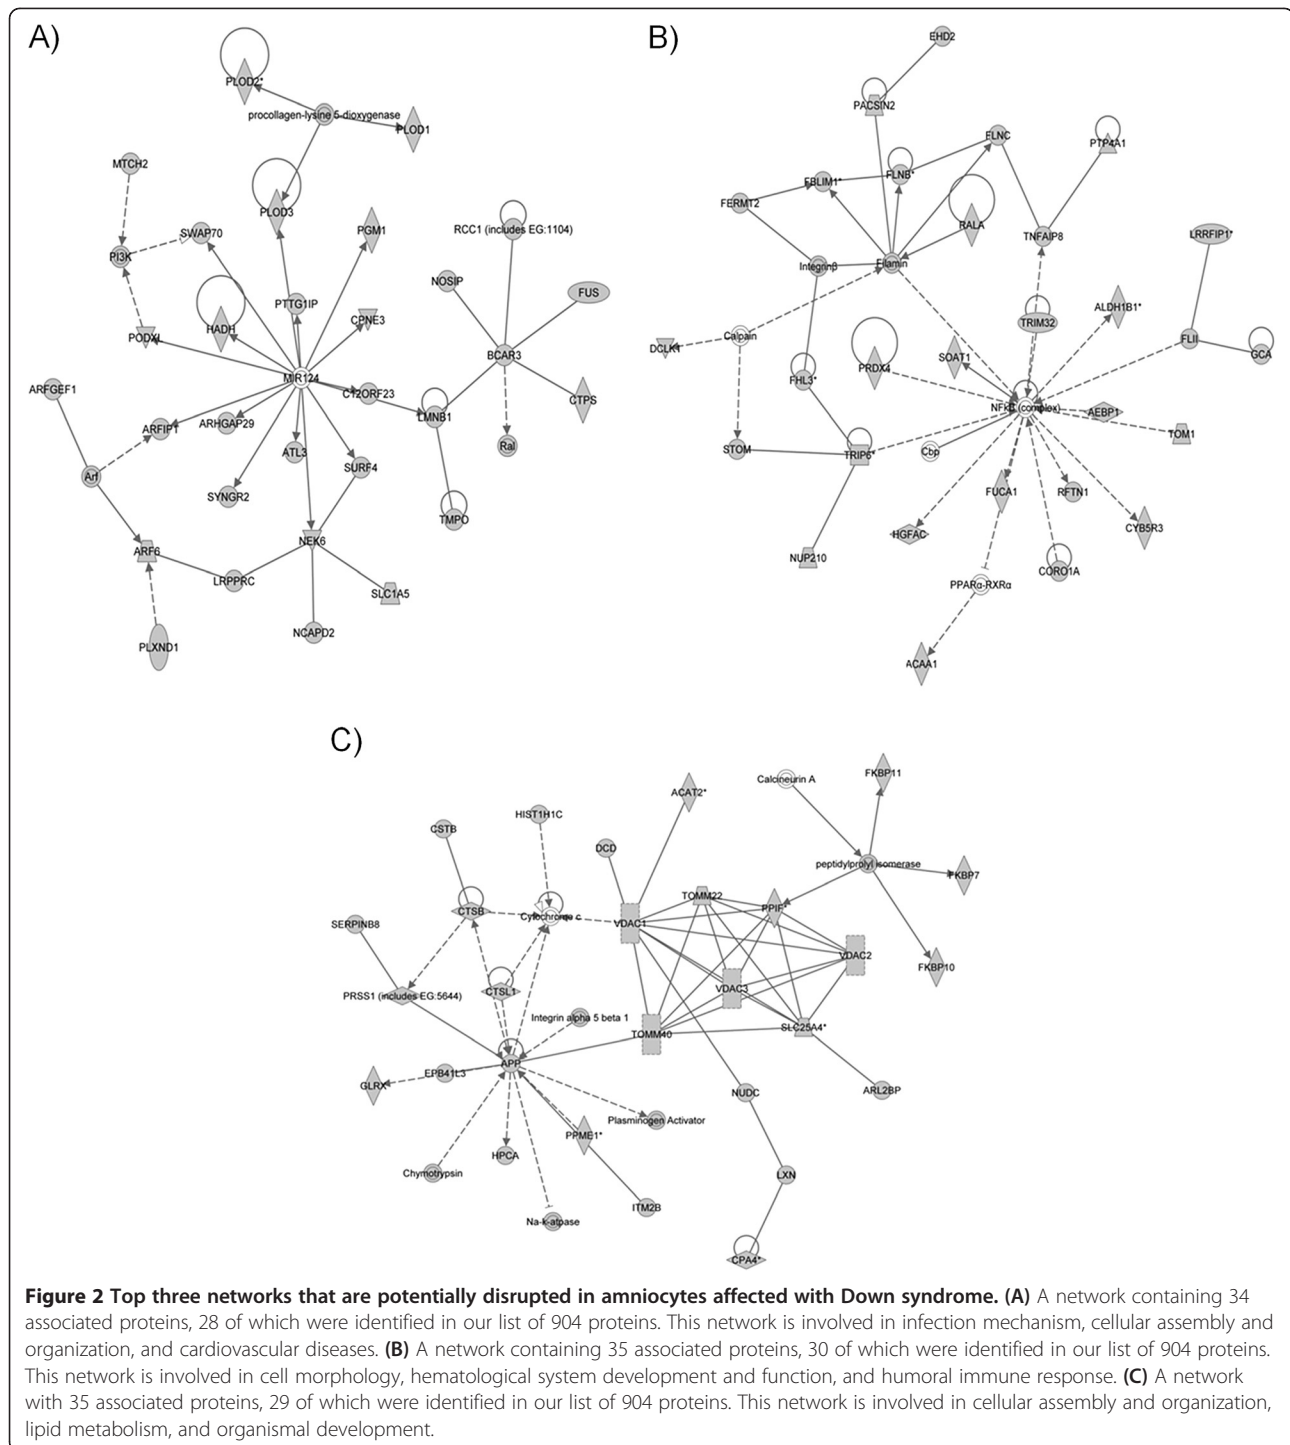 A)
PLOD2*
procollagen-lysine 5-dioxygenase
PLOD1
MTCH2
PLOD3
SWAP70
PGM1
PI3K
RCC1 (includes EG:1104)
NOSIP
FUS
PTTG1IP
HADH
CPNE3
PODXL
BCAR3
MIR124
ARFGEF1
C12ORF23
CTPS
LMNB1
ARFIP1
ARHGAP29
Ral
ATL3
SURF4
Arf
SYNGR2
TMPO
NEK6
ARF6
LRPPRC
SLC1A5
NCAPD2
PLXND1
B)
EHD2
PACSIN2
FLNC
PTP4A1
FBLIM1*
FLNB*
FERMT2
RALA
TNFAIP8
LRRFIP1*
Integrinβ
Filamin
ALDH1B1*
TRIM32
Calpain
DCLK1
FLII
GCA
SOAT1
PRDX4
FHL3*
NFkB (complex)
AEBP1
TOM1
STOM
TRIP6*
Cbp
FUCA1
RFTN1
CYB5R3
HGFAC
NUP210
CORO1A
PPARα-RXRα
ACAA1
C)
Calcineurin A
FKBP11
ACAT2*
HIST1H1C
CSTB
DCD
peptidylprolyl isomerase
FKBP7
TOMM22
PPIF*
CTSB
Cytochrome c
VDAC1
SERPINB8
VDAC2
FKBP10
VDAC3
CTSL1
PRSS1 (includes EG:5644)
Integrin alpha 5 beta 1
TOMM40
SLC25A4*
APP
EPB41L3
GLRX
NUDC
ARL2BP
Plasminogen Activator
PPME1*
HPCA
Chymotrypsin
LXN
ITM2B
Na-k-atpase
CPA4*
Figure 2 Top three networks that are potentially disrupted in amniocytes affected with Down syndrome. (A) A network containing 34
associated proteins, 28 of which were identified in our list of 904 proteins. This network is involved in infection mechanism, cellular assembly and
organization, and cardiovascular diseases. (B) A network containing 35 associated proteins, 30 of which were identified in our list of 904 proteins.
This network is involved in cell morphology, hematological system development and function, and humoral immune response. (C) A network
with 35 associated proteins, 29 of which were identified in our list of 904 proteins. This network is involved in cellular assembly and organization,
lipid metabolism, and organismal development.